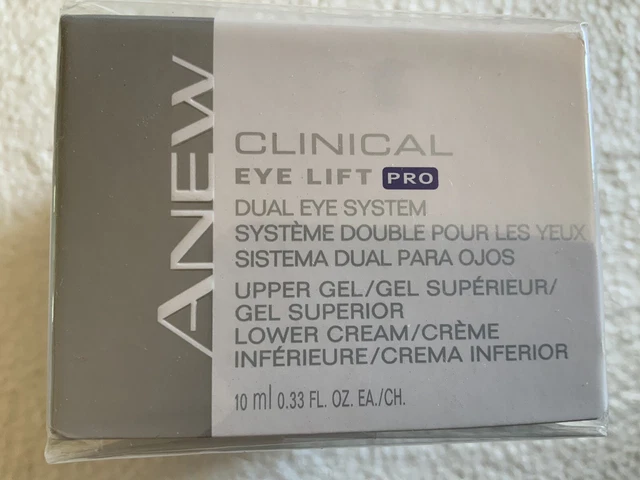 ANEW
CLINICAL
EYE LIFT PRO
DUAL EYE SYSTEM
SYSTÈME DOUBLE POUR LES YEUX
SISTEMA DUAL PARA OJOS
UPPER GEL/GEL SUPÉRIEUR/
GEL SUPERIOR
LOWER CREAM/CRÈME
INFÉRIEURE/CREMA INFERIOR
10 ml 0.33 FL. OZ. EA./CH.